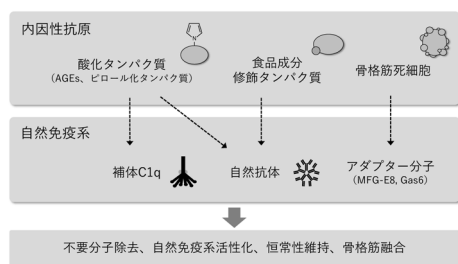 内因性抗原
酸化タンパク質
(AGEs、ピロール化タンパク質)
食品成分
修飾タンパク質
骨格筋死細胞
自然免疫系
補体C1q
自然抗体
アダプター分子
(MFG-E8, Gas6)
不要分子除去、自然免疫系活性化、恒常性維持、骨格筋融合